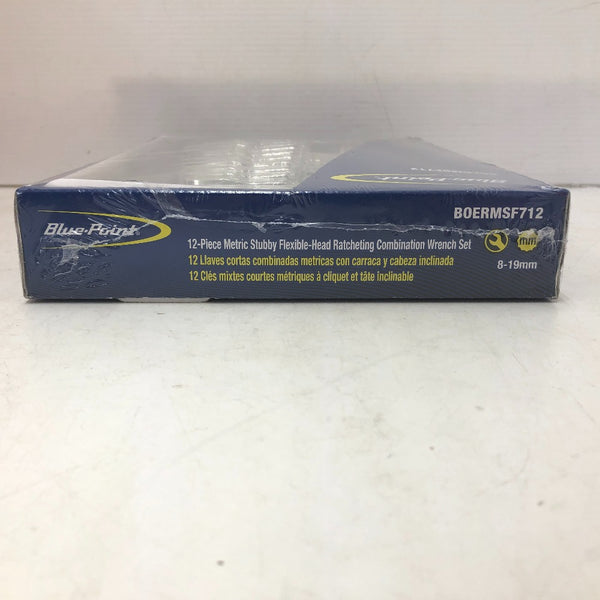 Blue-Point
BOERMSF712
12-Piece Metric Stubby Flexible-Head Ratcheting Combination Wrench Set
12 Llaves cortas combinadas metricas con carraca y cabeza inclinada
12 Clés mixtes courtes métriques à cliquet et tâte inclinable
mm
8-19mm